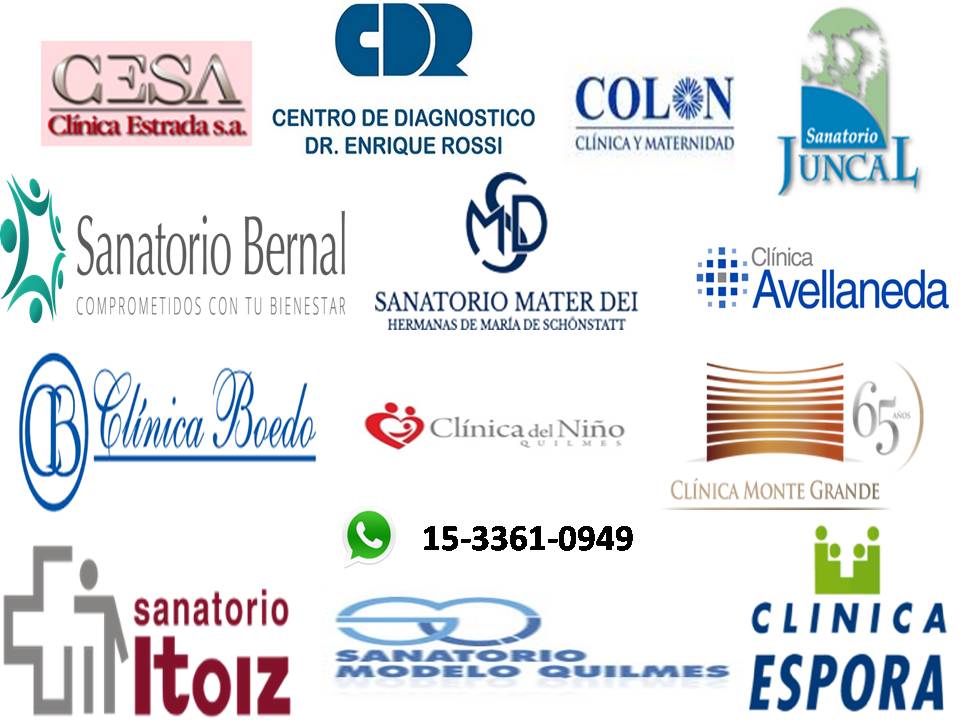 CESA
Clínica Estrada s.a.
CDR
CENTRO DE DIAGNOSTICO
DR. ENRIQUE ROSSI
COLON
CLÍNICA Y MATERNIDAD
Sanatorio
JUNCAL
Sanatorio Bernal
COMPROMETIDOS CON TU BIENESTAR
SMD
SANATORIO MATER DEI
HERMANAS DE MARÍA DE SCHÖNSTATT
Clínica
Avellaneda
CB
Clínica Boedo
Clínica del Niño
QUILMES
65 AÑOS
CLÍNICA MONTE GRANDE
15-3361-0949
sanatorio
Itoiz
SANATORIO
MODELO QUILMES
CLINICA
ESPORA